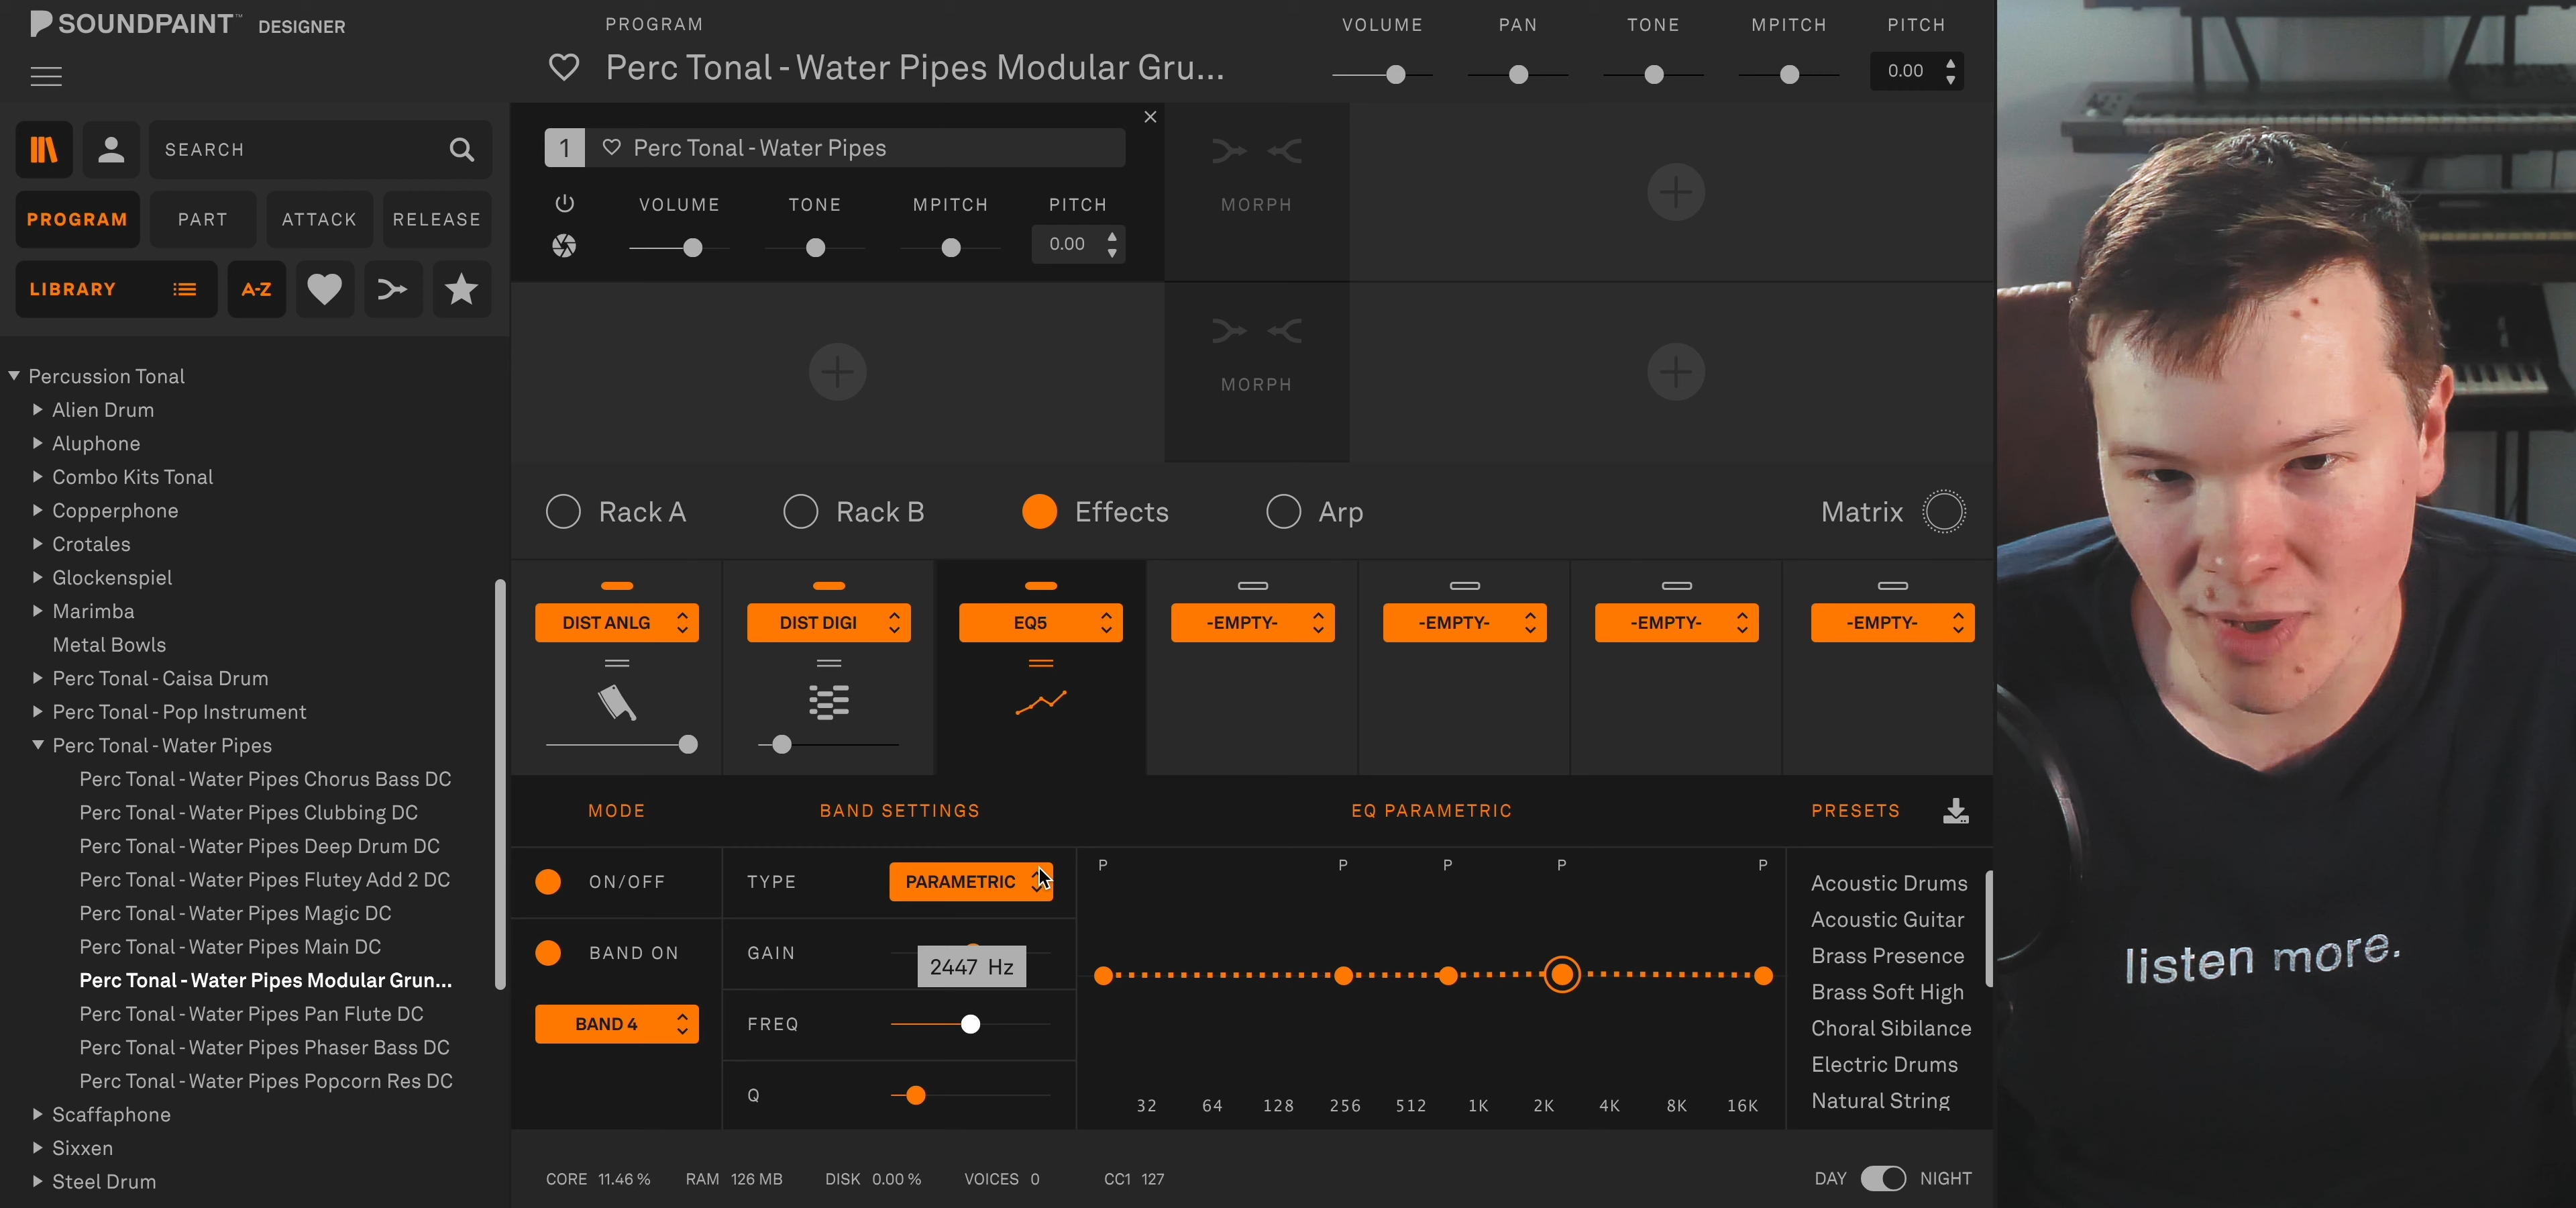 SOUNDPAINT™ DESIGNER
PROGRAM
Perc Tonal - Water Pipes Modular Gru...
VOLUME PAN TONE MPITCH PITCH
0.00
SEARCH
PROGRAM PART ATTACK RELEASE
LIBRARY A-Z
Percussion Tonal
Alien Drum
Aluphone
Combo Kits Tonal
Copperphone
Crotales
Glockenspiel
Marimba
Metal Bowls
Perc Tonal - Caisa Drum
Perc Tonal - Pop Instrument
Perc Tonal - Water Pipes
Perc Tonal - Water Pipes Chorus Bass DC
Perc Tonal - Water Pipes Clubbing DC
Perc Tonal - Water Pipes Deep Drum DC
Perc Tonal - Water Pipes Flutey Add 2 DC
Perc Tonal - Water Pipes Magic DC
Perc Tonal - Water Pipes Main DC
Perc Tonal - Water Pipes Modular Grun...
Perc Tonal - Water Pipes Pan Flute DC
Perc Tonal - Water Pipes Phaser Bass DC
Perc Tonal - Water Pipes Popcorn Res DC
Scaffaphone
Sixxen
Steel Drum
1 Perc Tonal - Water Pipes
VOLUME TONE MPITCH PITCH
0.00
MORPH
MORPH
Rack A Rack B Effects Arp Matrix
DIST ANLG DIST DIGI EQ5 -EMPTY- -EMPTY- -EMPTY- -EMPTY-
MODE BAND SETTINGS EQ PARAMETRIC PRESETS
ON/OFF TYPE PARAMETRIC
BAND ON GAIN
2447 Hz
BAND 4 FREQ
Q
P P P P P
32 64 128 256 512 1K 2K 4K 8K 16K
Acoustic Drums
Acoustic Guitar
Brass Presence
Brass Soft High
Choral Sibilance
Electric Drums
Natural String
CORE 11.46 % RAM 126 MB DISK 0.00 % VOICES 0 CC1 127
DAY NIGHT
listen more.